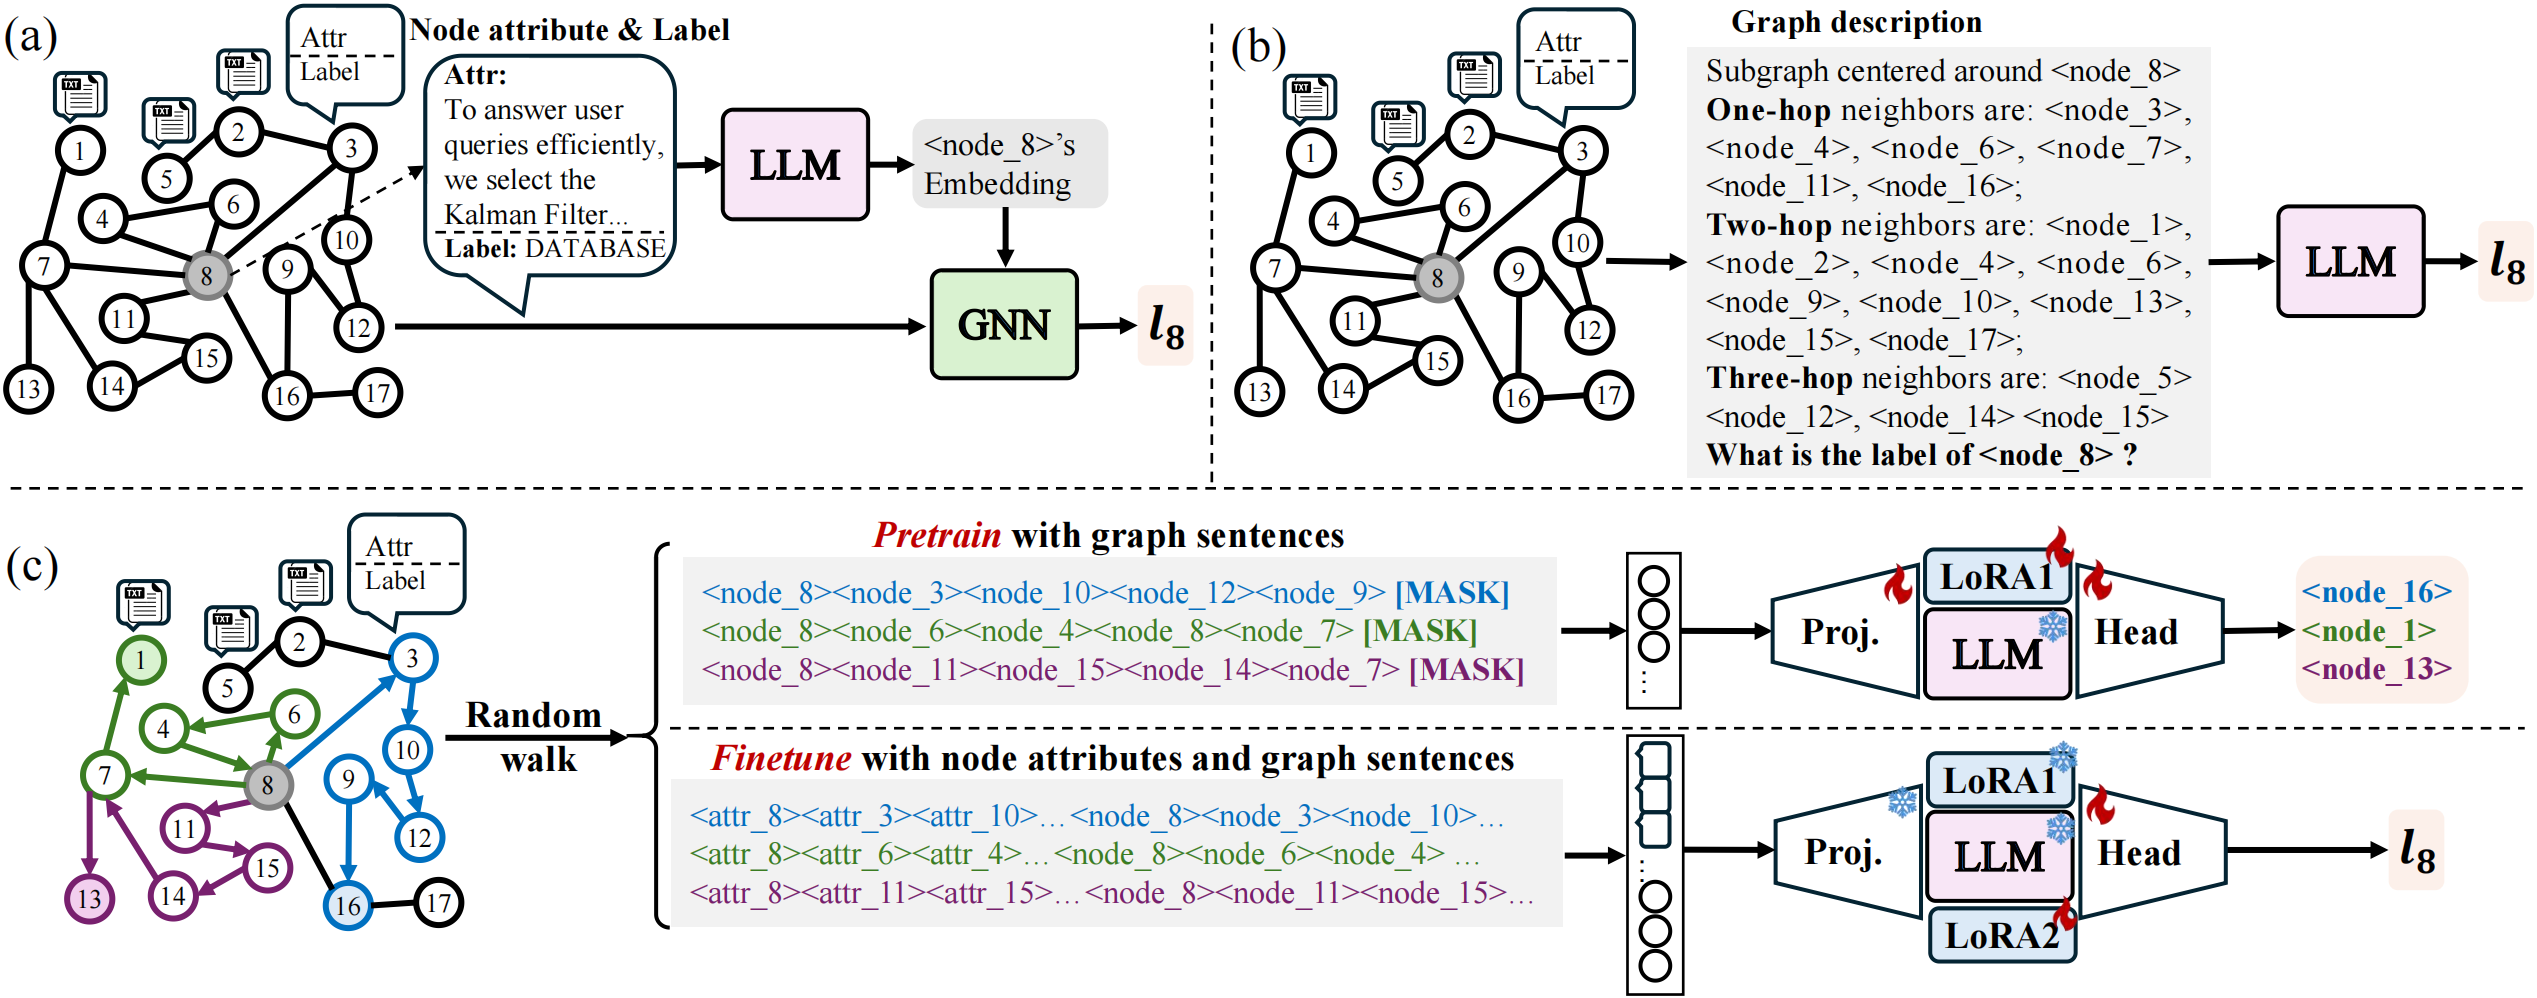 (a)
Attr
Label
Node attribute & Label
TXT
TXT
TXT
1
2
3
4
5
6
7
8
9
10
11
12
13
14
15
16
17
Attr:
To answer user
queries efficiently,
we select the
Kalman Filter...
Label: DATABASE
LLM
<node_8>’s
Embedding
GNN
l8
(b)
Attr
Label
TXT
TXT
TXT
1
2
3
4
5
6
7
8
9
10
11
12
13
14
15
16
17
Graph description
Subgraph centered around <node_8>
One-hop neighbors are: <node_3>,
<node_4>, <node_6>, <node_7>,
<node_11>, <node_16>;
Two-hop neighbors are: <node_1>,
<node_2>, <node_4>, <node_6>,
<node_9>, <node_10>, <node_13>,
<node_15>, <node_17>;
Three-hop neighbors are: <node_5>
<node_12>, <node_14> <node_15>
What is the label of <node_8> ?
LLM
l8
(c)
Attr
Label
TXT
TXT
TXT
1
2
3
4
5
6
7
8
9
10
11
12
13
14
15
16
17
Random
walk
Pretrain with graph sentences
<node_8><node_3><node_10><node_12><node_9> [MASK]
<node_8><node_6><node_4><node_8><node_7> [MASK]
<node_8><node_11><node_15><node_14><node_7> [MASK]
Proj.
LoRA1
LLM
Head
<node_16>
<node_1>
<node_13>
Finetune with node attributes and graph sentences
<attr_8><attr_3><attr_10>... <node_8><node_3><node_10>...
<attr_8><attr_6><attr_4>... <node_8><node_6><node_4> ...
<attr_8><attr_11><attr_15>... <node_8><node_11><node_15>...
Proj.
LoRA1
LLM
LoRA2
Head
l8